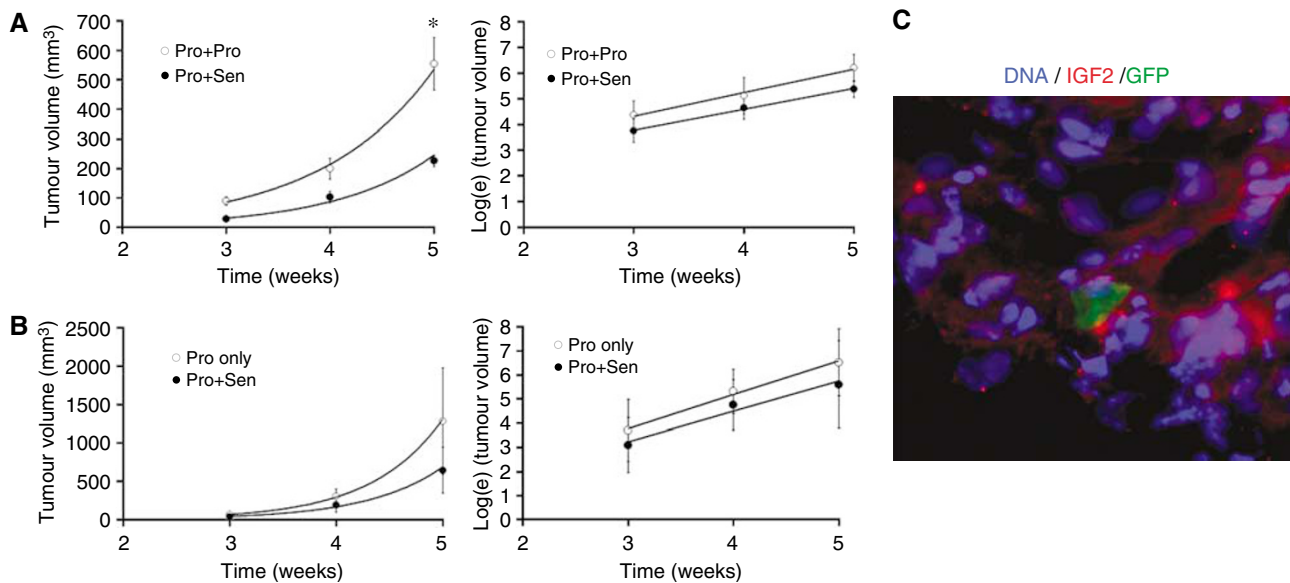 A
Tumour volume (mm³)
700
600
500
400
300
200
100
0
2
3
4
5
Time (weeks)
Pro+Pro
Pro+Sen
*
Log(e) (tumour volume)
8
7
6
5
4
3
2
1
0
2
3
4
5
Time (weeks)
Pro+Pro
Pro+Sen
B
Tumour volume (mm³)
2500
2000
1500
1000
500
0
2
3
4
5
Time (weeks)
Pro only
Pro+Sen
Log(e) (tumour volume)
8
7
6
5
4
3
2
1
0
2
3
4
5
Time (weeks)
Pro only
Pro+Sen
C
DNA / IGF2 /GFP